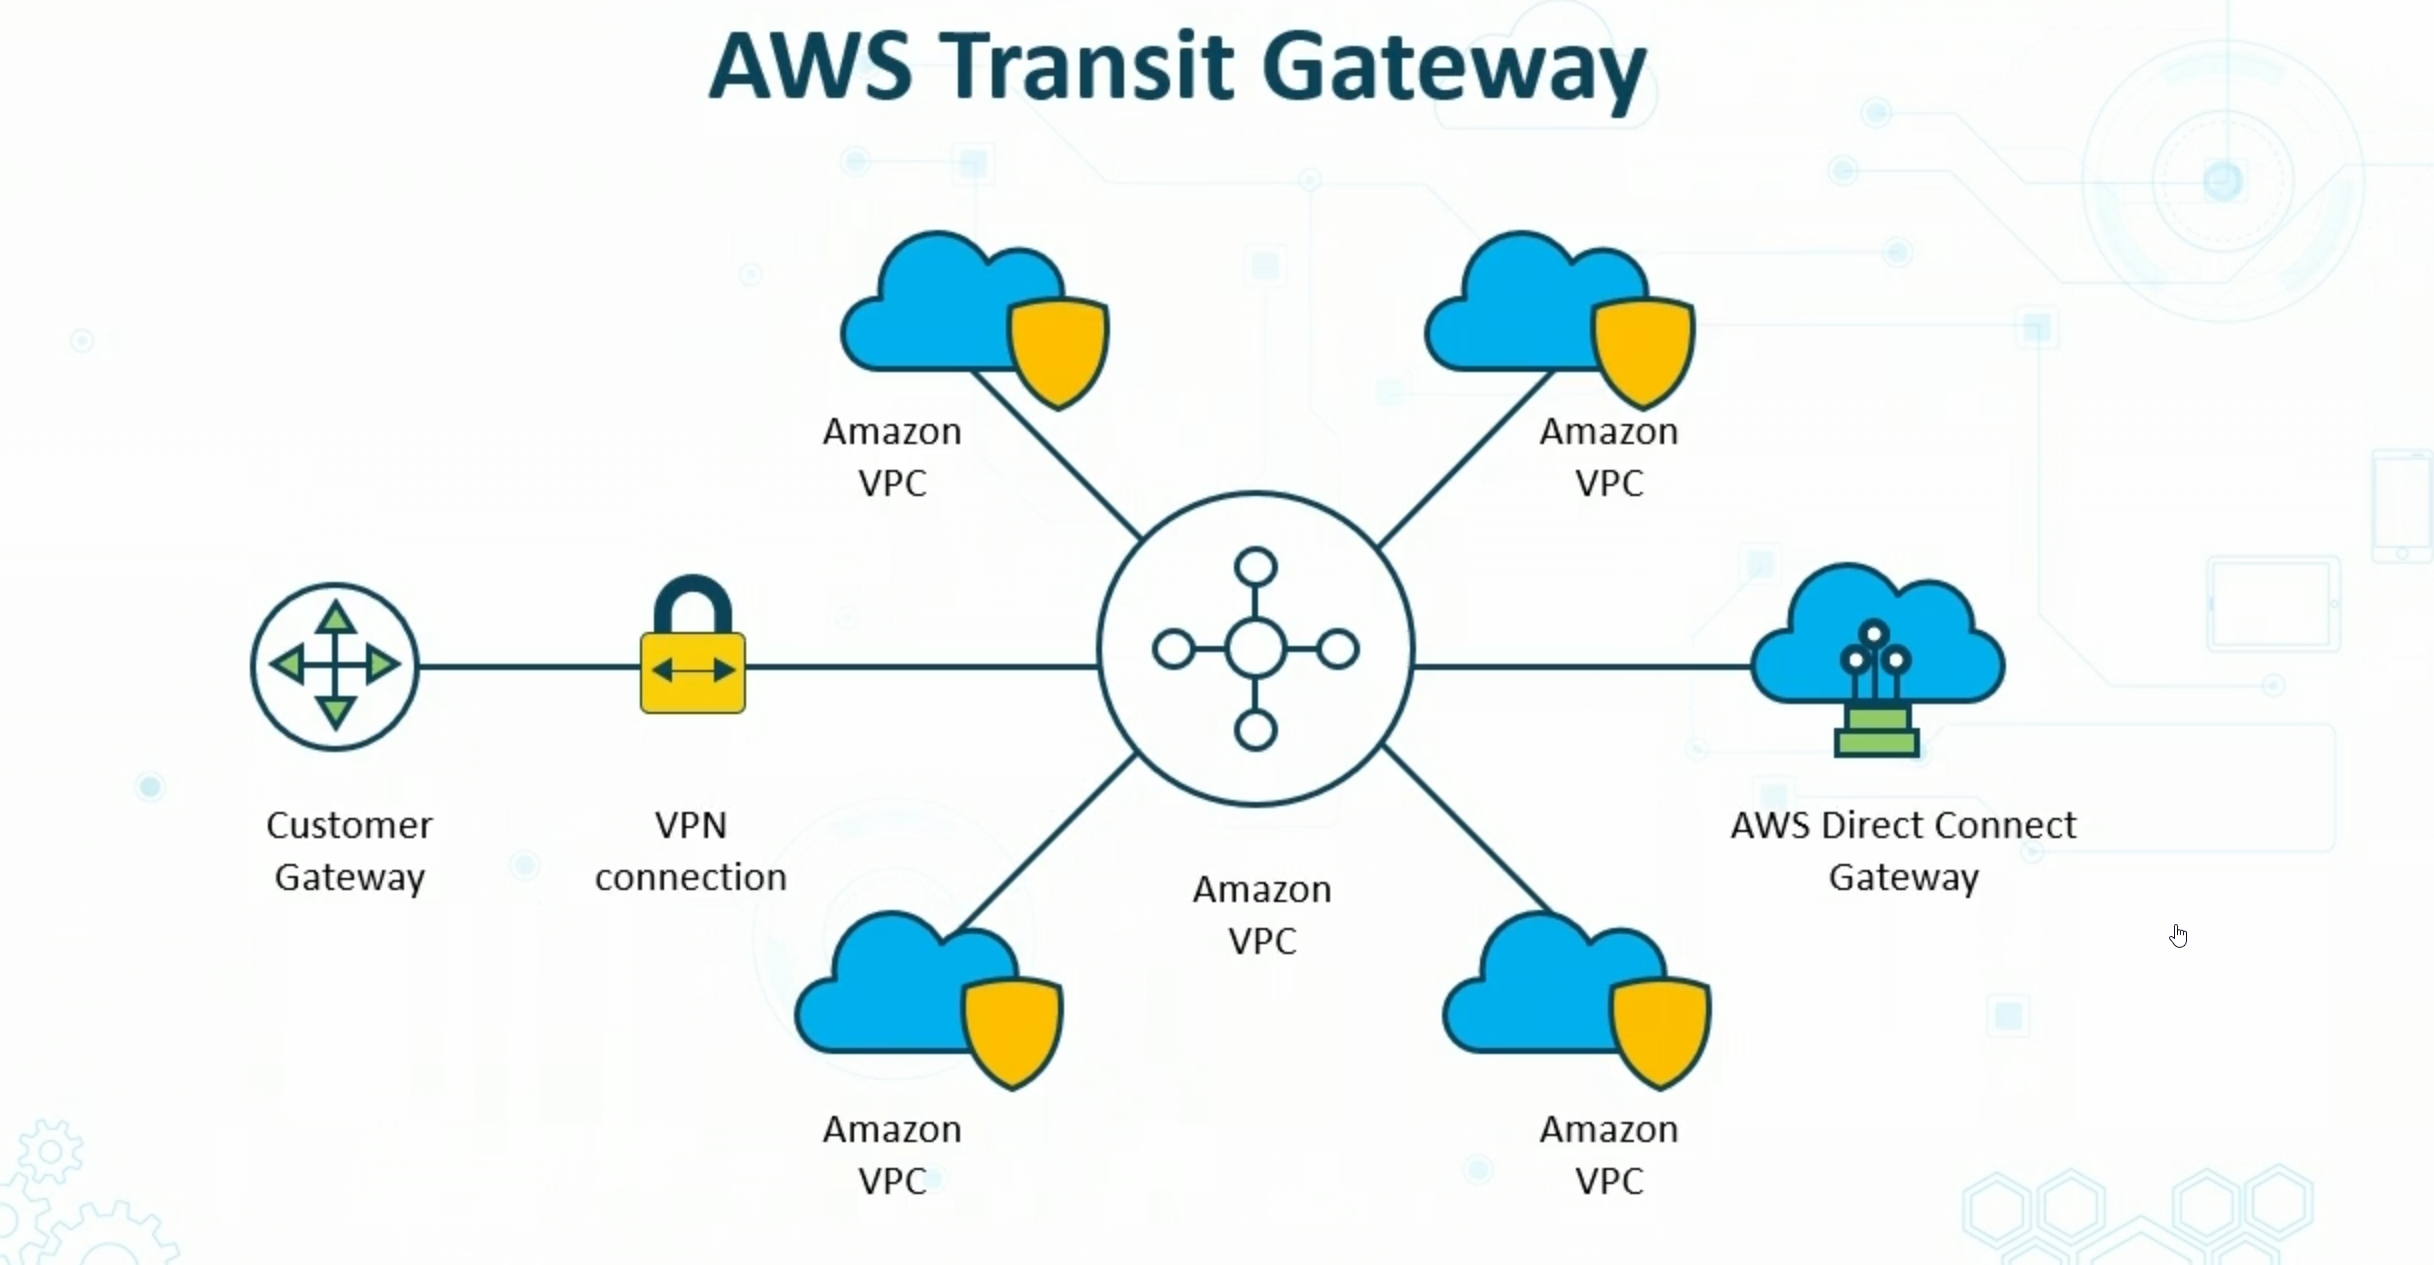 AWS Transit Gateway
Amazon
VPC
Amazon
VPC
Customer
Gateway
VPN
connection
Amazon
VPC
AWS Direct Connect
Gateway
Amazon
VPC
Amazon
VPC